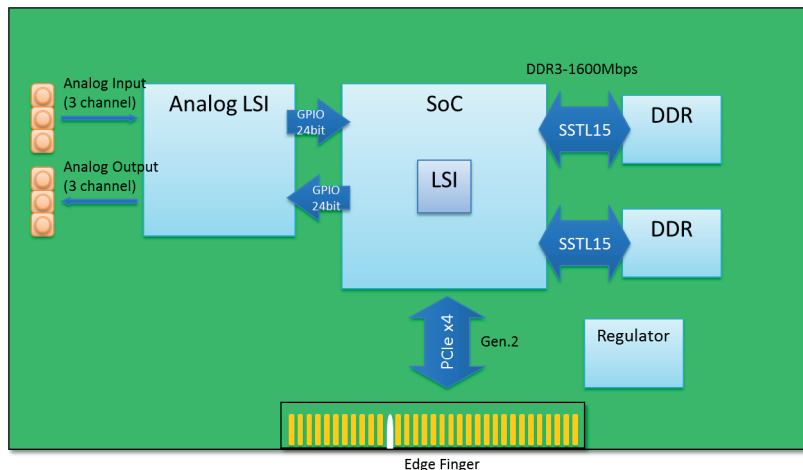 DDR3-1600Mbps
Analog Input
(3 channel)
Analog LSI
GPIO
24bit
SoC
SSTL15
DDR
Analog Output
(3 channel)
GPIO
24bit
LSI
SSTL15
DDR
PCIe x4
Gen.2
Regulator
Edge Finger